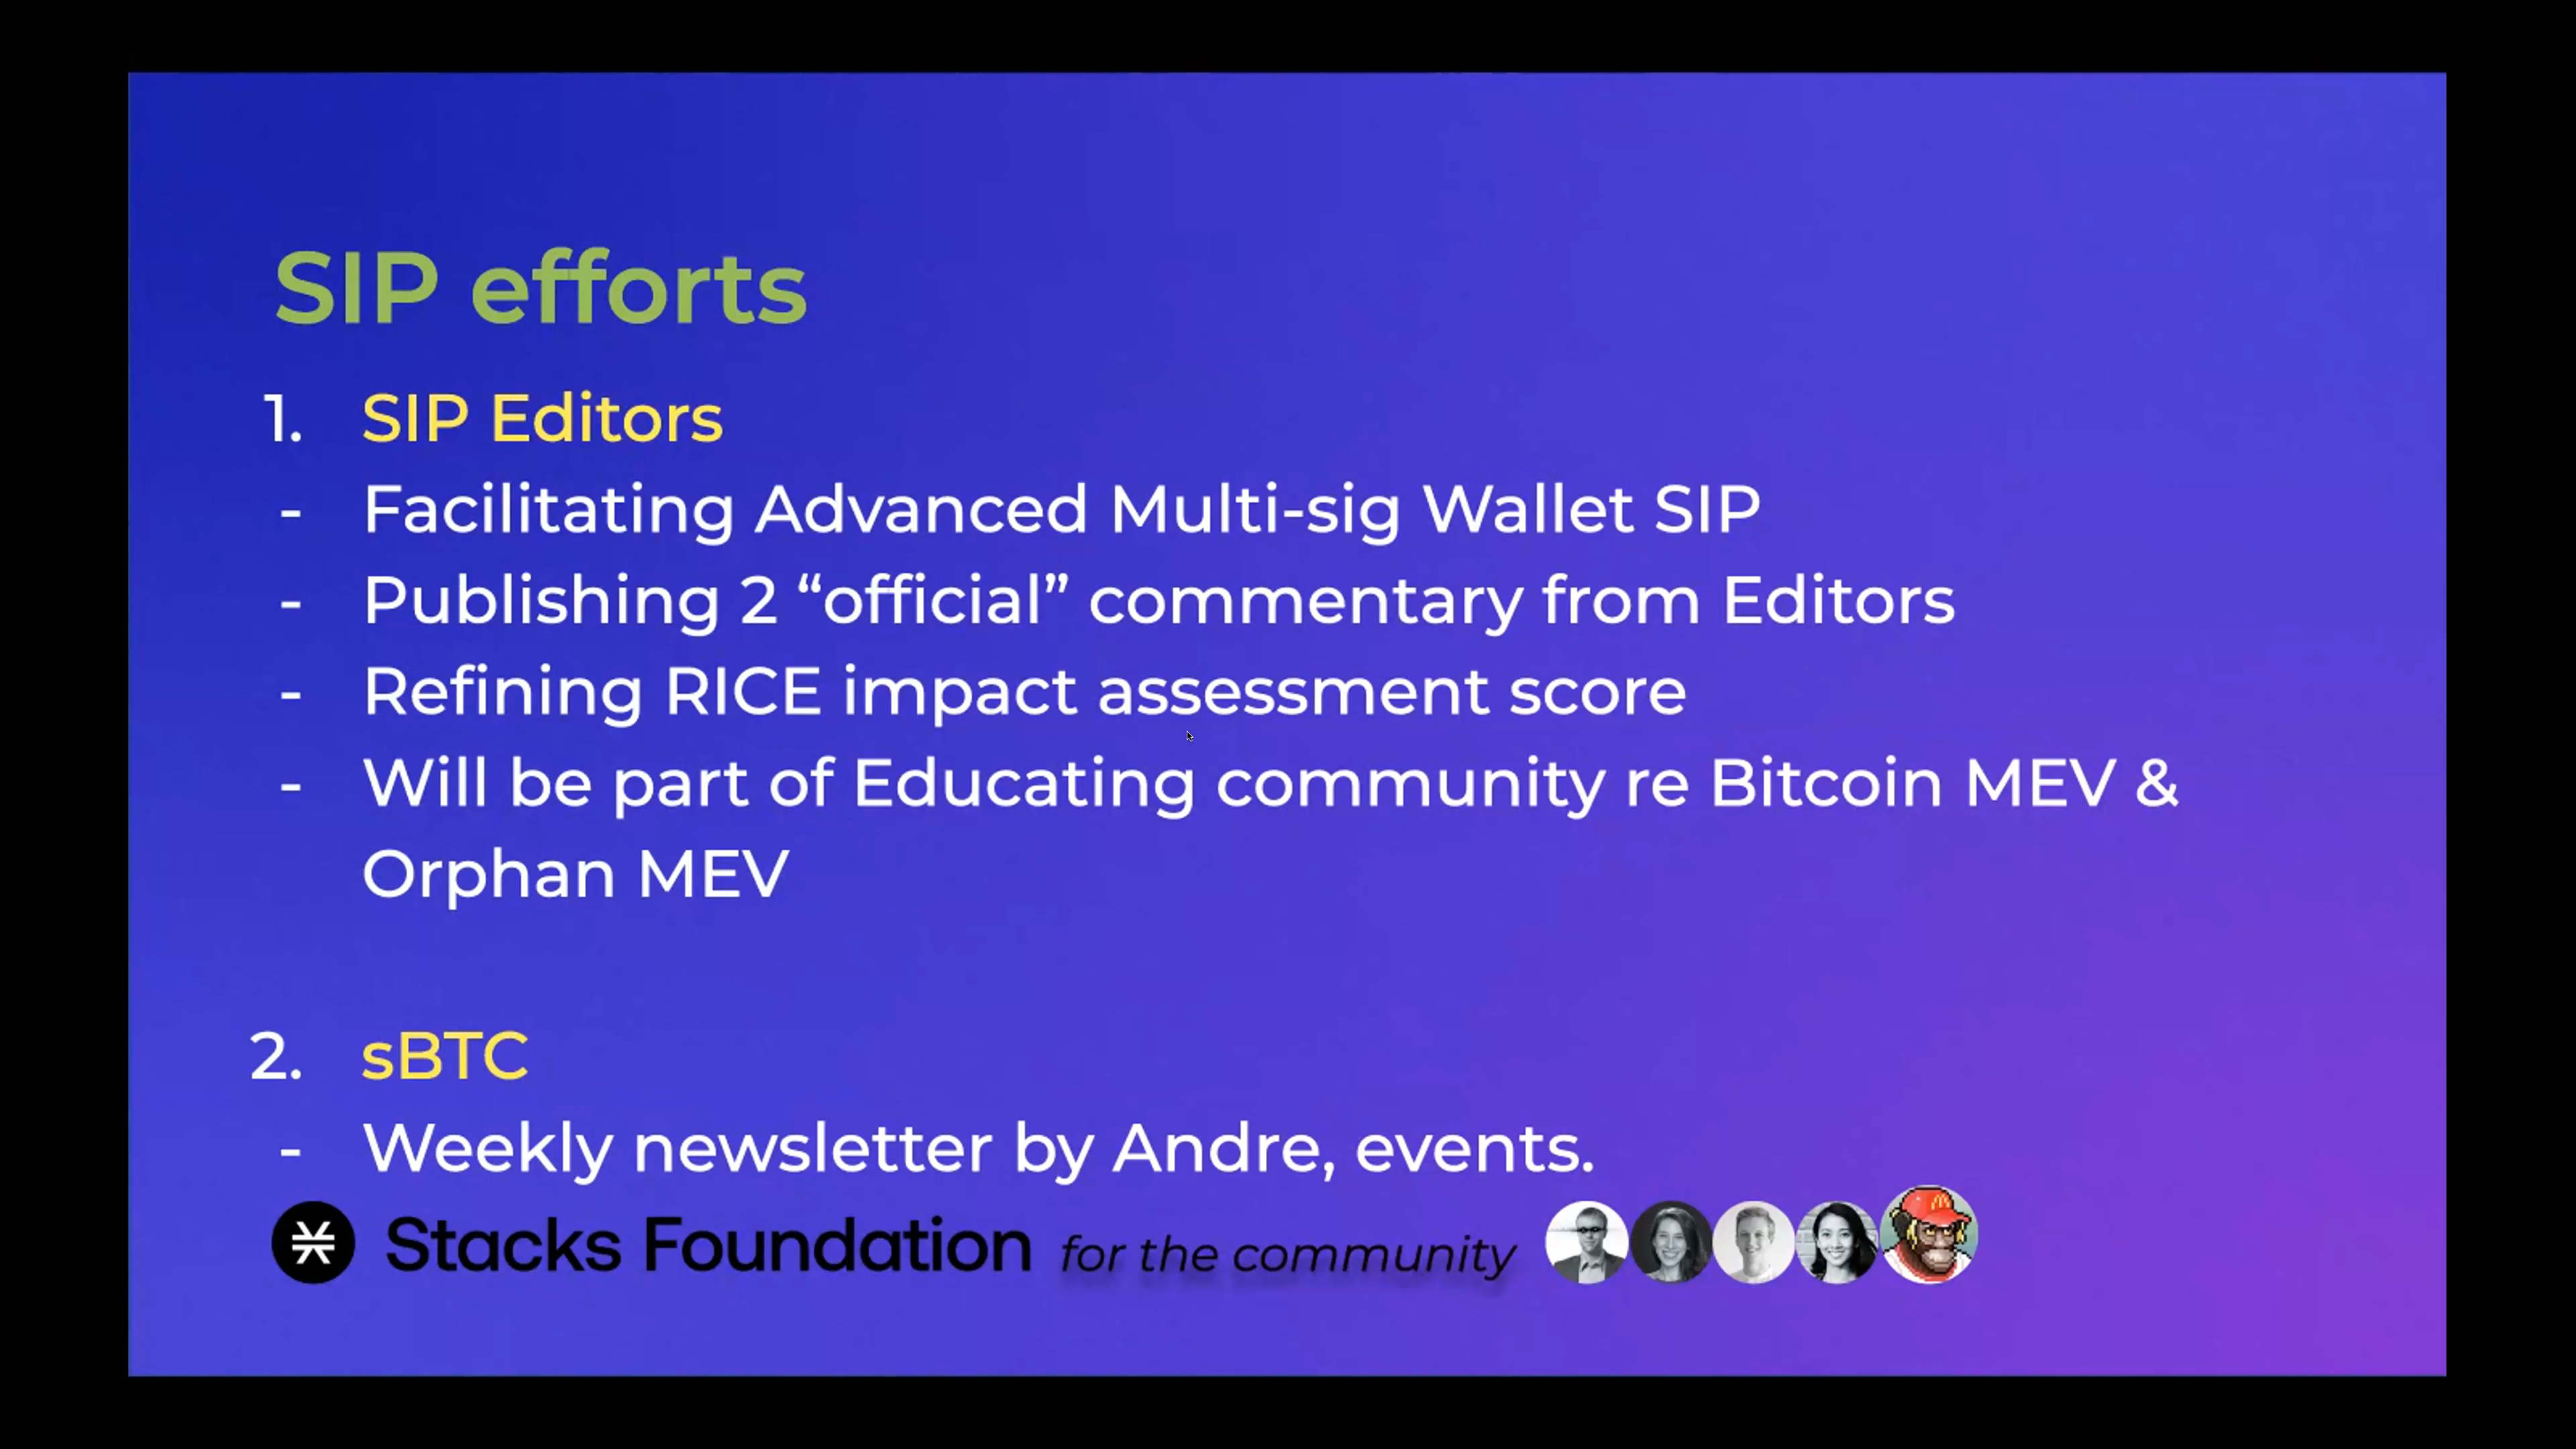 SIP efforts
1. SIP Editors
- Facilitating Advanced Multi-sig Wallet SIP
- Publishing 2 “official” commentary from Editors
- Refining RICE impact assessment score
- Will be part of Educating community re Bitcoin MEV &
Orphan MEV
2. sBTC
- Weekly newsletter by Andre, events.
Stacks Foundation for the community